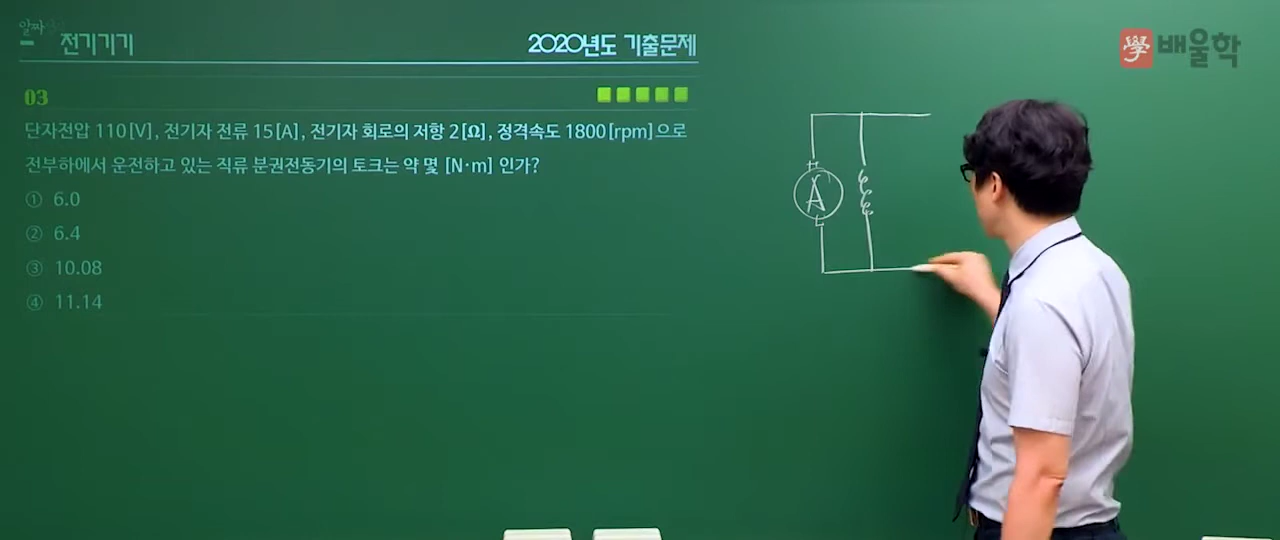 알짜
전기기기
2020년도 기출문제
學 배울학
03
단자전압 110[V], 전기자 전류 15[A], 전기자 회로의 저항 2[Ω], 정격속도 1800[rpm]으로
전부하에서 운전하고 있는 직류 분권전동기의 토크는 약 몇 [N·m] 인가?
① 6.0
② 6.4
③ 10.08
④ 11.14
A